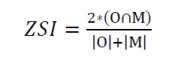 ZSI = 2*(O∩M) / |O|+|M|